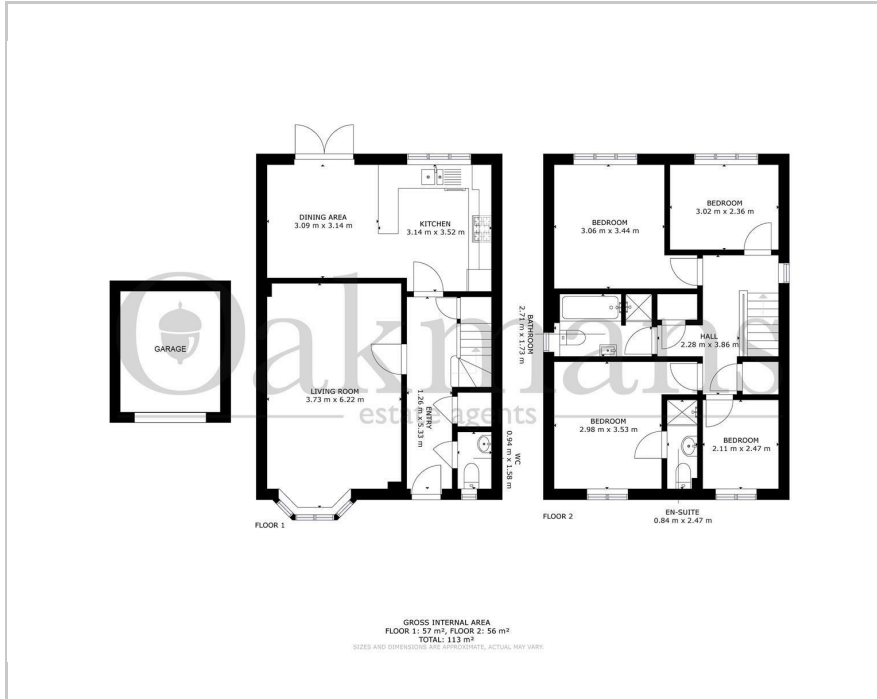 DINING AREA
3.09 m x 3.14 m
KITCHEN
3.14 m x 3.52 m
BEDROOM
3.06 m x 3.44 m
BEDROOM
3.02 m x 2.36 m
GARAGE
Oakmans
estate agents
LIVING ROOM
3.73 m x 6.22 m
ENTRY
1.26 m x 5.33 m
WC
0.94 m x 1.58 m
BATHROOM
2.71 m x 1.73 m
HALL
2.28 m x 3.86 m
BEDROOM
2.98 m x 3.53 m
BEDROOM
2.11 m x 2.47 m
EN-SUITE
0.84 m x 2.47 m
FLOOR 1
FLOOR 2
GROSS INTERNAL AREA
FLOOR 1: 57 m², FLOOR 2: 56 m²
TOTAL: 113 m²
SIZES AND DIMENSIONS ARE APPROXIMATE, ACTUAL MAY VARY.